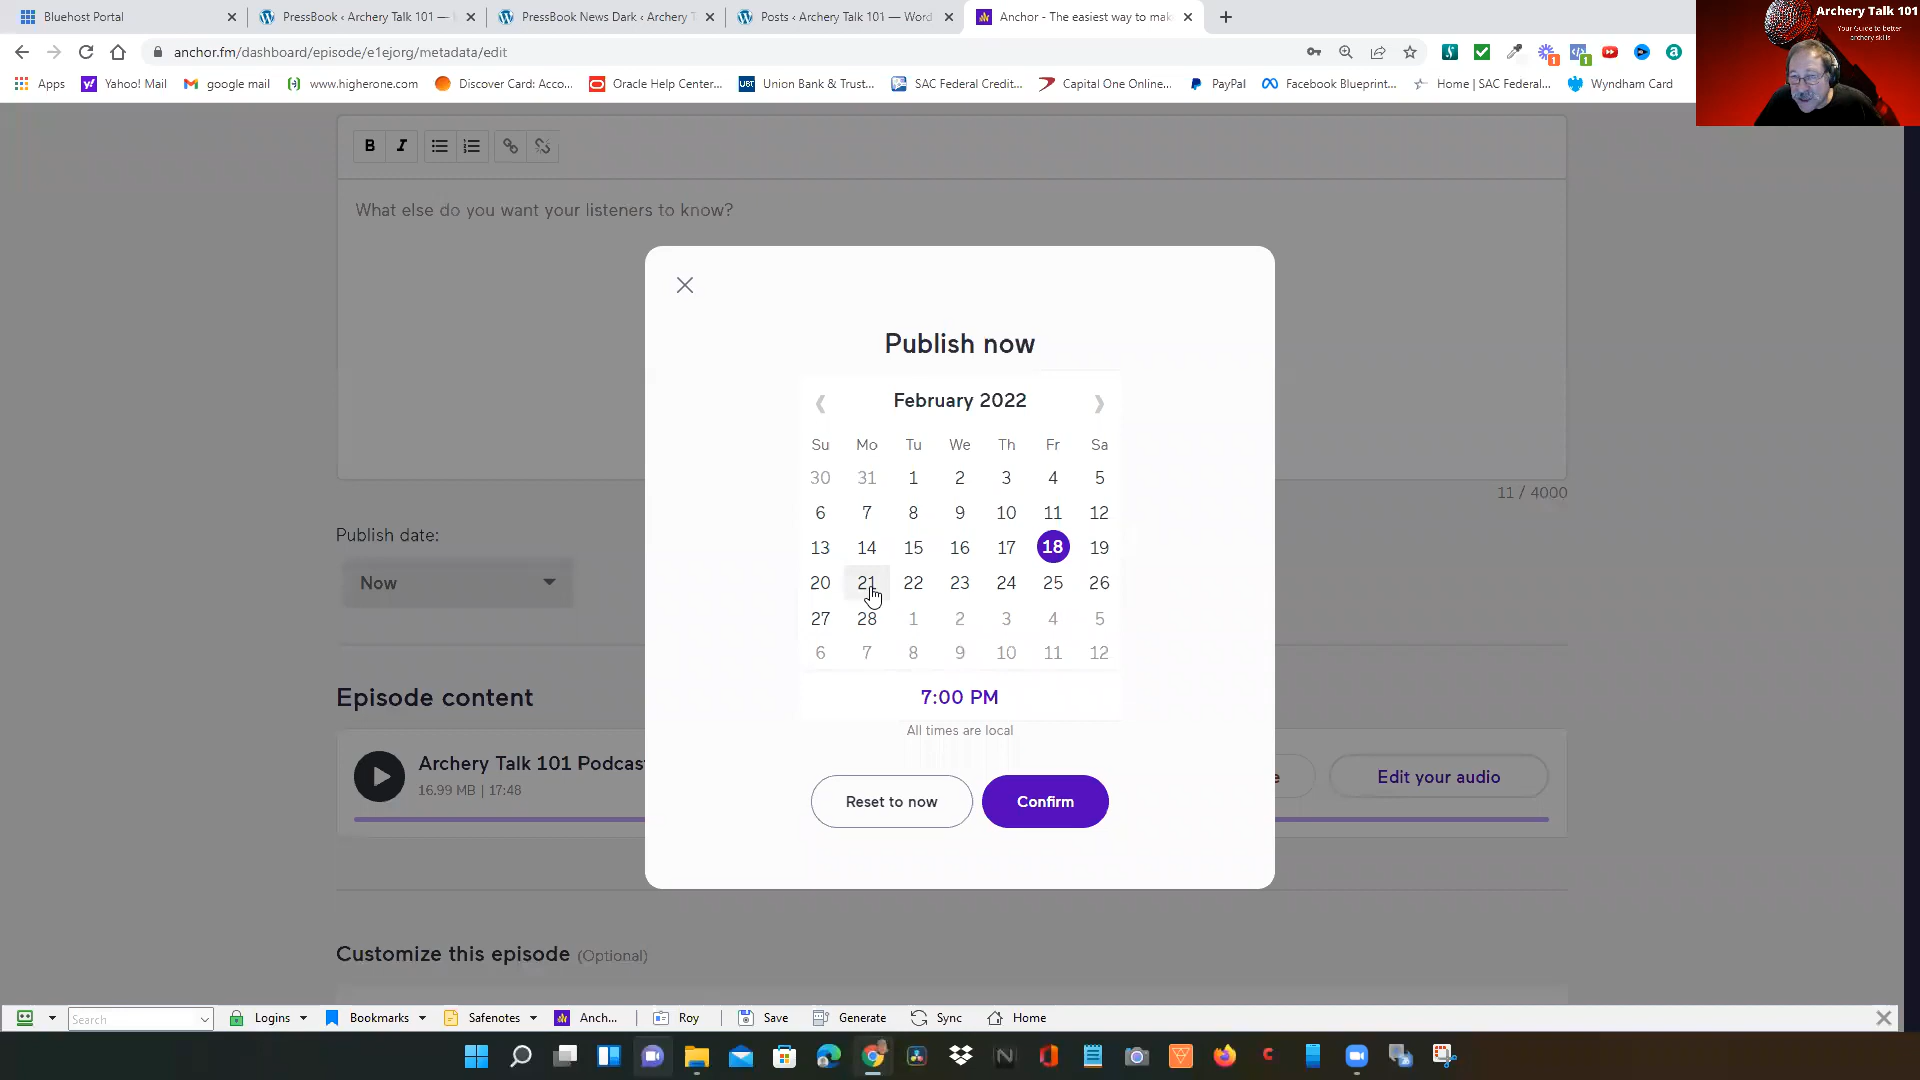 Bluehost Portal
PressBook ‹ Archery Talk 101 —
PressBook News Dark ‹ Archery T
Posts ‹ Archery Talk 101 — Word
Anchor - The easiest way to mak
anchor.fm/dashboard/episode/e1ejorg/metadata/edit
Apps
Yahoo! Mail
google mail
www.higherone.com
Discover Card: Acco...
Oracle Help Center...
UBT
Union Bank & Trust...
SAC Federal Credit...
Capital One Online...
PayPal
Facebook Blueprint...
Home | SAC Federal...
Wyndham Card
Archery Talk 101
Your Guide to better
archery skills
B I
What else do you want your listeners to know?
11 / 4000
Publish date:
Now
Publish now
February 2022
Su Mo Tu We Th Fr Sa
30 31 1 2 3 4 5
6 7 8 9 10 11 12
13 14 15 16 17 18 19
20 21 22 23 24 25 26
27 28 1 2 3 4 5
6 7 8 9 10 11 12
7:00 PM
All times are local
Reset to now
Confirm
Episode content
Archery Talk 101 Podcas
16.99 MB | 17:48
e
Edit your audio
Customize this episode (Optional)
Search
Logins
Bookmarks
Safenotes
Anch...
Roy
Save
Generate
Sync
Home